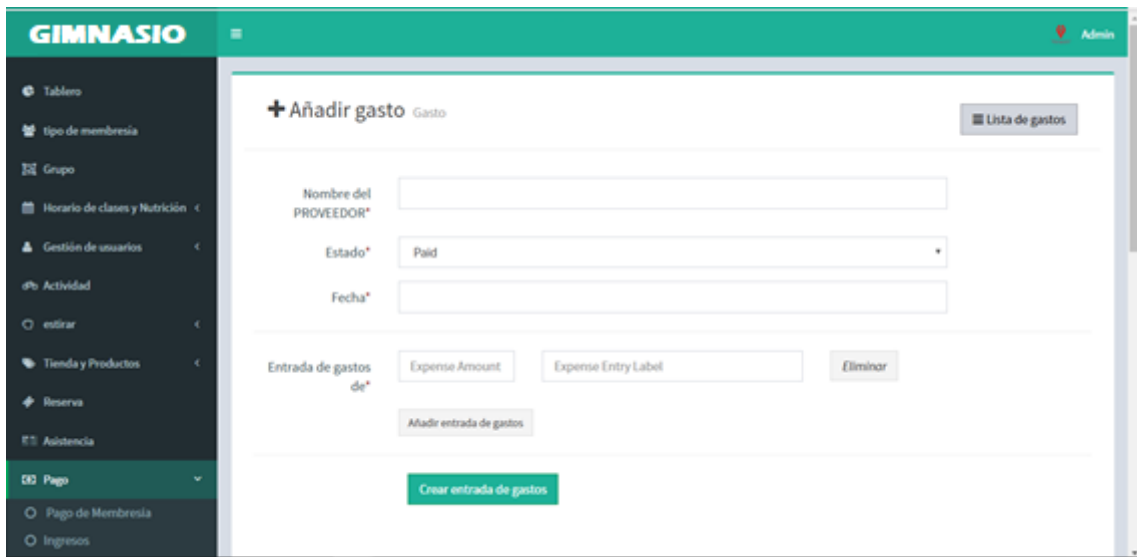 GIMNASIO
Admin
Tablero
tipo de membresía
Grupo
Horario de clases y Nutrición
Gestión de usuarios
Actividad
estirar
Tienda y Productos
Reserva
Asistencia
Pago
Pago de Membresía
Ingresos
Añadir gasto Gasto
Lista de gastos
Nombre del
PROVEEDOR*
Estado*
Paid
Fecha*
Entrada de gastos
de*
Expense Amount
Expense Entry Label
Eliminar
Añadir entrada de gastos
Crear entrada de gastos